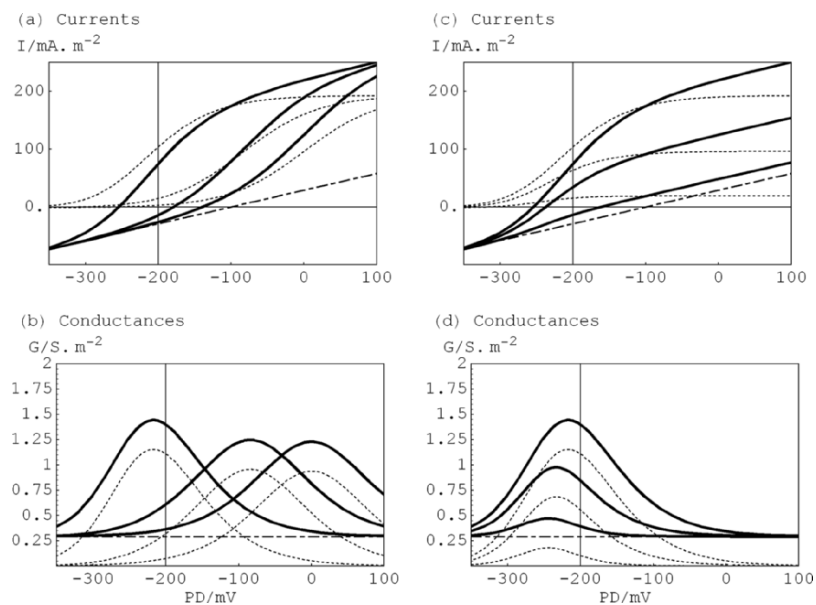 (a) Currents
I/mA.m⁻²
200
100
0.
-300 -200 -100 0 100
(c) Currents
I/mA.m⁻²
200
100
0.
-300 -200 -100 0 100
(b) Conductances
G/S.m⁻²
2
1.75
1.5
1.25
1
0.75
0.5
0.25
-300 -200 -100 0 100
PD/mV
(d) Conductances
G/S.m⁻²
2
1.75
1.5
1.25
1
0.75
0.5
0.25
-300 -200 -100 0 100
PD/mV